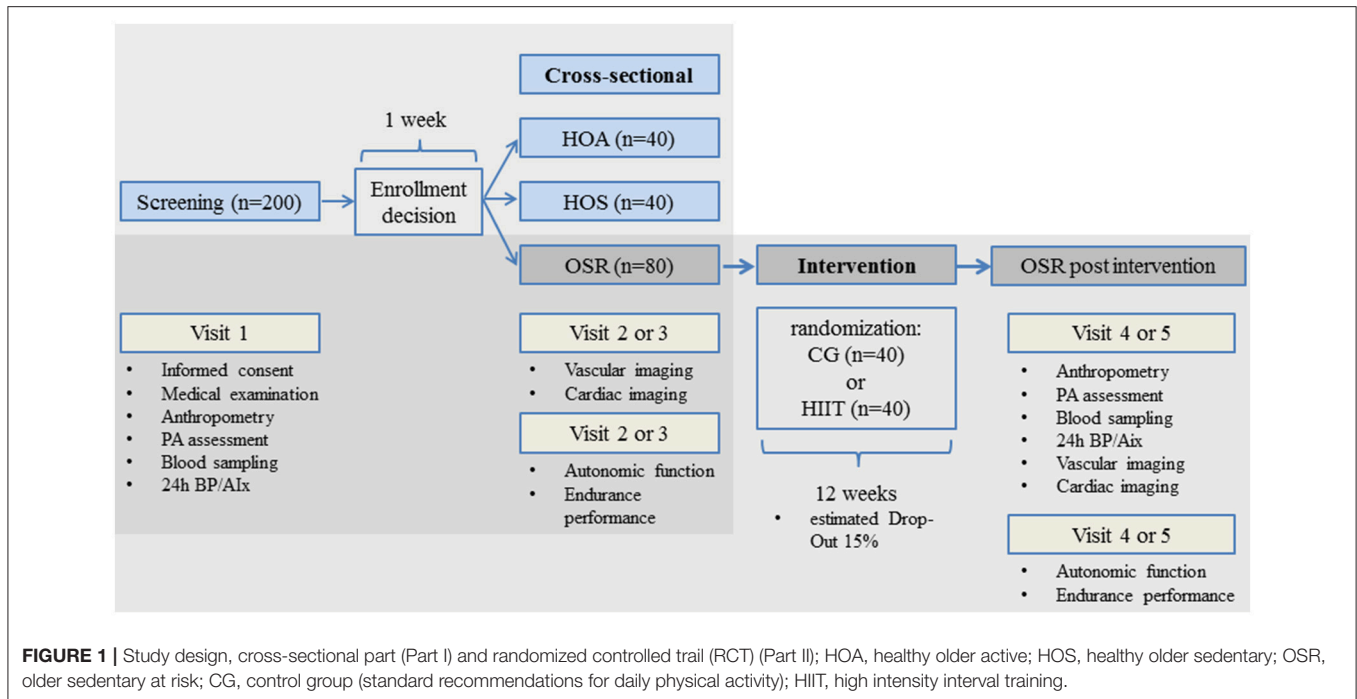 Cross-sectional
1 week
HOA (n=40)
Screening (n=200)
Enrollment
decision
HOS (n=40)
OSR (n=80)
Intervention
OSR post intervention
Visit 1
• Informed consent
• Medical examination
• Anthropometry
• PA assessment
• Blood sampling
• 24h BP/AIx
Visit 2 or 3
• Vascular imaging
• Cardiac imaging
Visit 2 or 3
• Autonomic function
• Endurance
performance
randomization:
CG (n=40)
or
HIIT (n=40)
12 weeks
• estimated Drop-
Out 15%
Visit 4 or 5
• Anthropometry
• PA assessment
• Blood sampling
• 24h BP/Aix
• Vascular imaging
• Cardiac imaging
Visit 4 or 5
• Autonomic function
• Endurance performance
FIGURE 1 | Study design, cross-sectional part (Part I) and randomized controlled trail (RCT) (Part II); HOA, healthy older active; HOS, healthy older sedentary; OSR,
older sedentary at risk; CG, control group (standard recommendations for daily physical activity); HIIT, high intensity interval training.